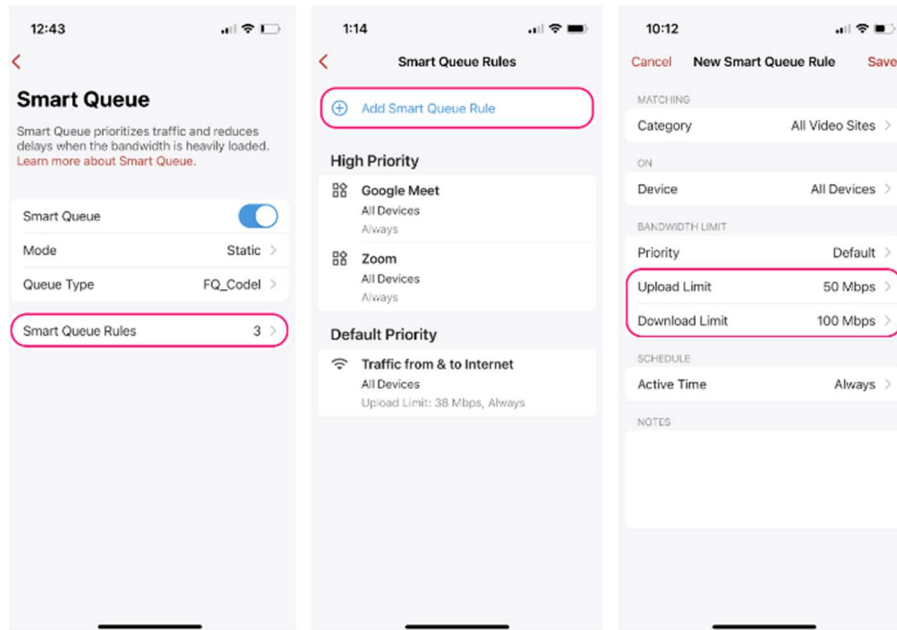 12:43
Smart Queue
Smart Queue prioritizes traffic and reduces
delays when the bandwidth is heavily loaded.
Learn more about Smart Queue.
Smart Queue
Mode Static
Queue Type FQ_Codel
Smart Queue Rules 3
1:14
Smart Queue Rules
Add Smart Queue Rule
High Priority
Google Meet
All Devices
Always
Zoom
All Devices
Always
Default Priority
Traffic from & to Internet
All Devices
Upload Limit: 38 Mbps, Always
10:12
Cancel New Smart Queue Rule Save
MATCHING
Category All Video Sites
ON
Device All Devices
BANDWIDTH LIMIT
Priority Default
Upload Limit 50 Mbps
Download Limit 100 Mbps
SCHEDULE
Active Time Always
NOTES